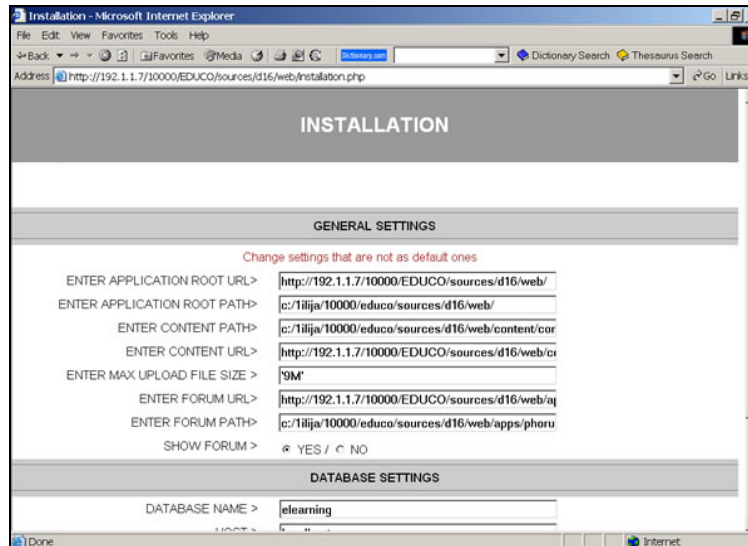 Installation - Microsoft Internet Explorer
File Edit View Favorites Tools Help
Back Favorites Media Dictionary.com Dictionary Search Thesaurus Search
Address http://192.1.1.7/10000/EDUCO/sources/d16/web/installation.php Go Links
INSTALLATION
GENERAL SETTINGS
Change settings that are not as default ones
ENTER APPLICATION ROOT URL> http://192.1.1.7/10000/EDUCO/sources/d16/web/
ENTER APPLICATION ROOT PATH> c:/1ilija/10000/educo/sources/d16/web/
ENTER CONTENT PATH> c:/1ilija/10000/educo/sources/d16/web/content/cor
ENTER CONTENT URL> http://192.1.1.7/10000/EDUCO/sources/d16/web/c
ENTER MAX UPLOAD FILE SIZE > '9M'
ENTER FORUM URL> http://192.1.1.7/10000/EDUCO/sources/d16/web/a
ENTER FORUM PATH> c:/1ilija/10000/educo/sources/d16/web/apps/phoru
SHOW FORUM > YES / NO
DATABASE SETTINGS
DATABASE NAME > elearning
Done Internet